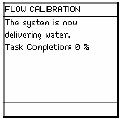 FLOW CALIBRATION
The system is now
delivering water.
Task Completion: 0 %